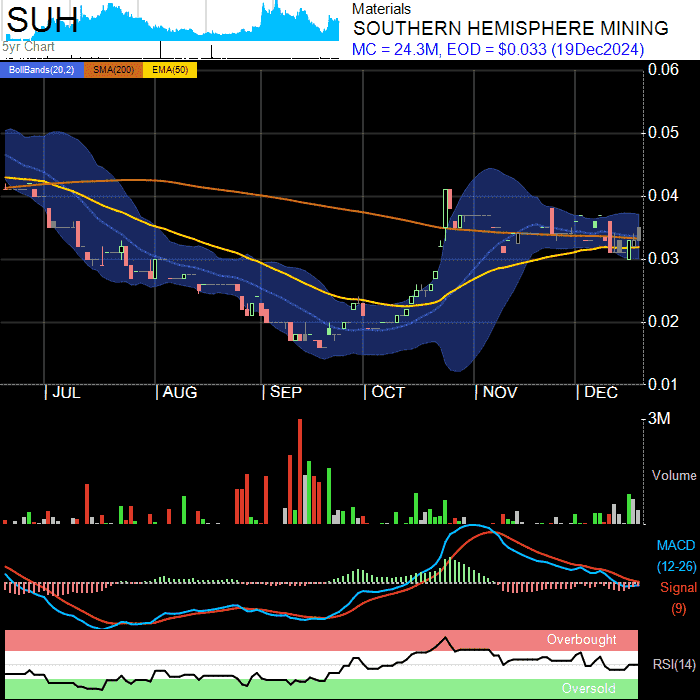 SUH
5yr Chart
Materials
SOUTHERN HEMISPHERE MINING
MC = 24.3M, EOD = $0.033 (19Dec2024)
BollBands(20,2) SMA(200) EMA(50)
0.06
0.05
0.04
0.03
0.02
0.01
JUL AUG SEP OCT NOV DEC
3M
Volume
MACD
(12-26)
Signal
(9)
Overbought
RSI(14)
Oversold